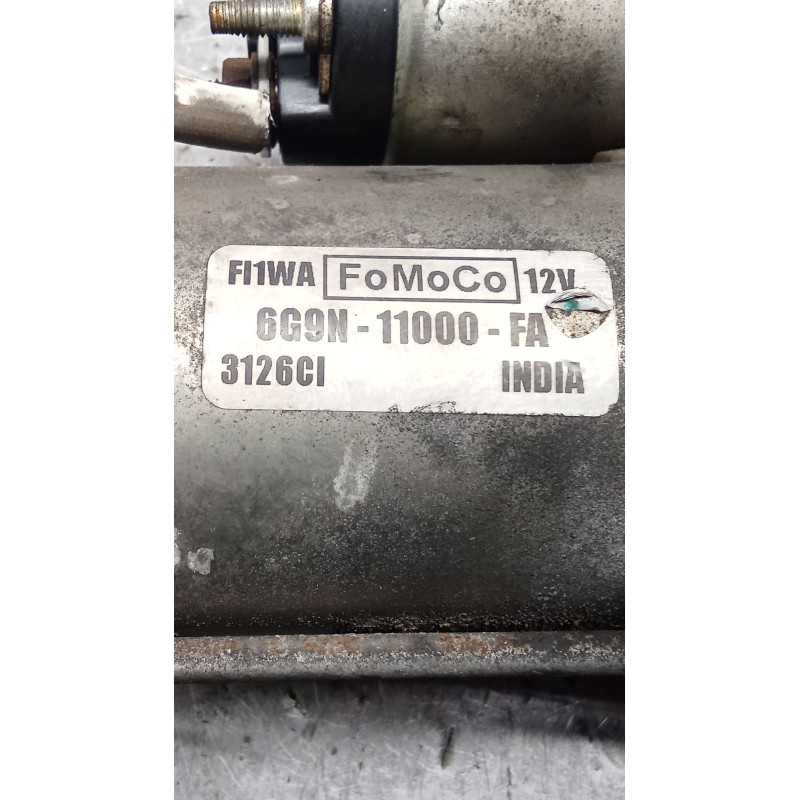 FI1WA FoMoCo 12V
6G9N-11000-FA
3126CI INDIA